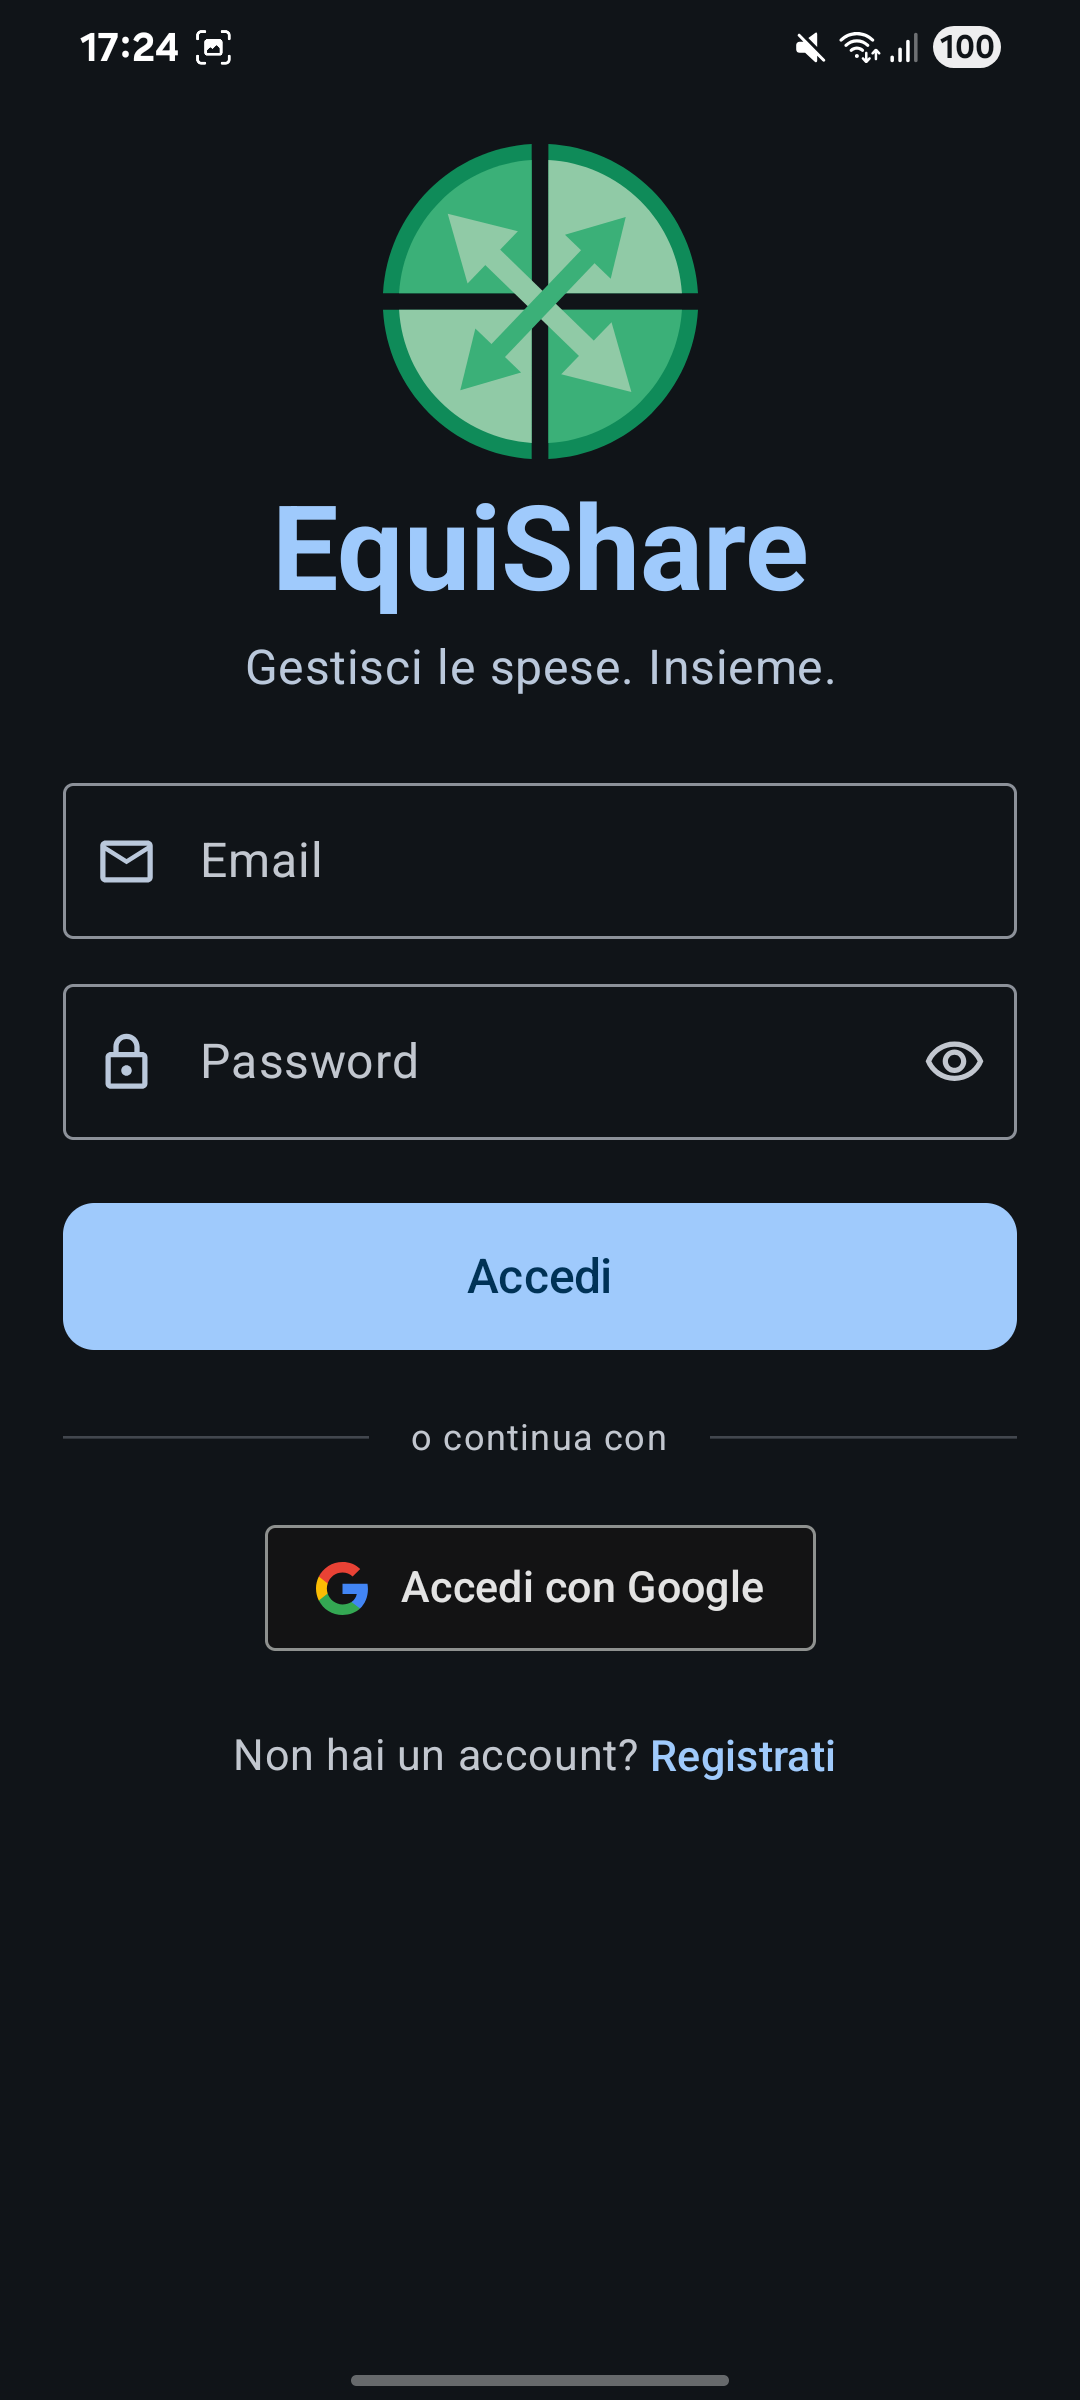 17:24
100
EquiShare
Gestisci le spese. Insieme.
Email
Password
Accedi
o continua con
Accedi con Google
Non hai un account? Registrati